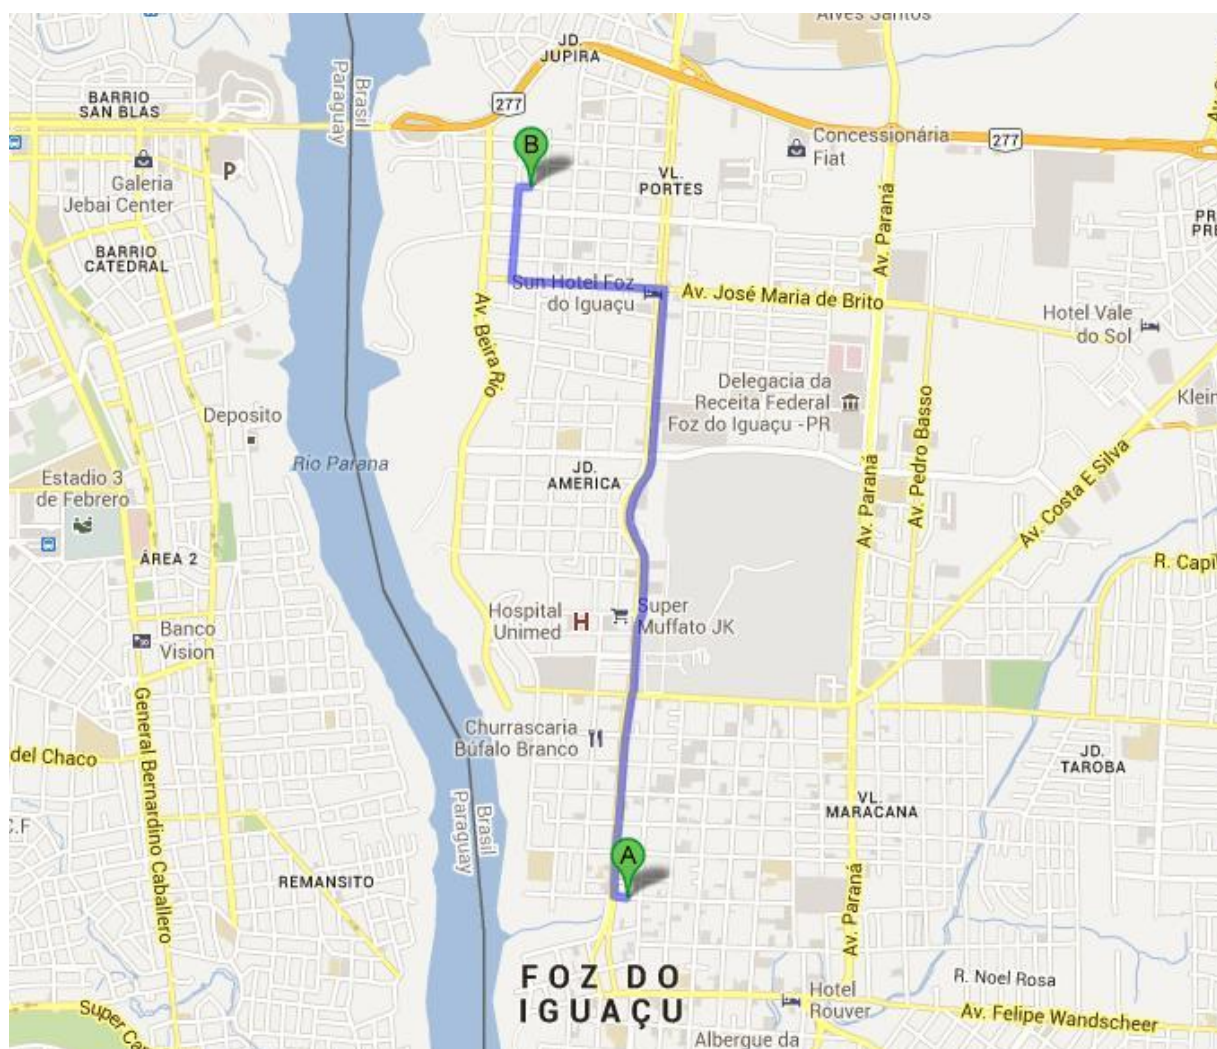 Alves Santos
JD.
JUPIRA
BARRIO
SAN BLAS
Brasil
Paraguay
277
B
Concessionária
Fiat
277
P
Galeria
Jebai Center
VL.
PORTES
Av. Paraná
BARRIO
CATEDRAL
Sun Hotel Foz
do Iguaçu
Av. José Maria de Brito
Hotel Vale
do Sol
Av. Beira Rio
Delegacia da
Receita Federal
Foz do Iguaçu -PR
Av. Pedro Basso
Klein
Deposito
Rio Parana
JD.
AMERICA
Av. Paraná
Av. Costa E Silva
Estadio 3
de Febrero
ÁREA 2
R. Capi
Hospital
Unimed
H
Super
Muffato JK
Banco
Vision
General Bernardino Caballero
Churrascaria
Búfalo Branco
del Chaco
JD.
TAROBA
VL.
MARACANA
Brasil
Paraguay
C.F
A
REMANSITO
Av. Paraná
FOZ DO
IGUAÇU
R. Noel Rosa
Hotel
Rouver
Av. Felipe Wandscheer
Super
Albergue da